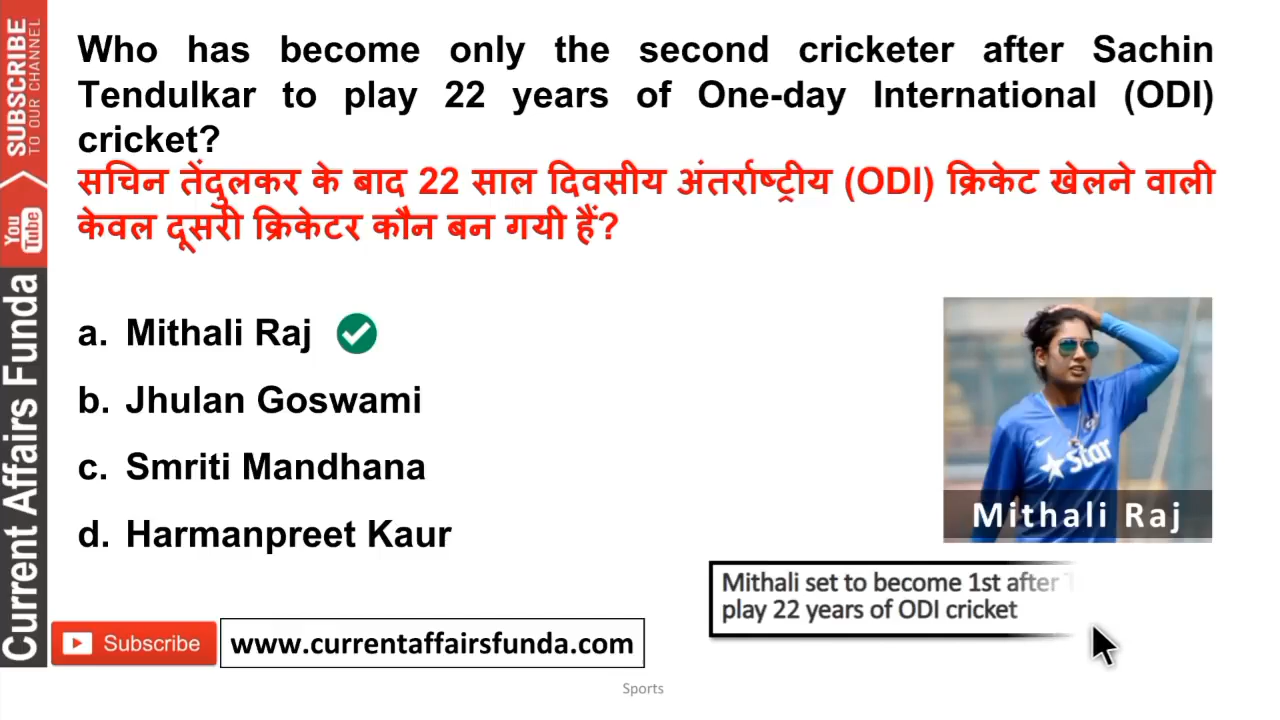 Who has become only the second cricketer after Sachin
Tendulkar to play 22 years of One-day International (ODI)
cricket?
सचिन तेंदुलकर के बाद 22 साल दिवसीय अंतर्राष्ट्रीय (ODI) क्रिकेट खेलने वाली
केवल दूसरी क्रिकेटर कौन बन गयी हैं?
a. Mithali Raj
b. Jhulan Goswami
c. Smriti Mandhana
d. Harmanpreet Kaur
Mithali Raj
Mithali set to become 1st after
play 22 years of ODI cricket
Subscribe
www.currentaffairsfunda.com
Sports
SUBSCRIBE
TO OUR CHANNEL
You
Tube
Current Affairs Funda
Star